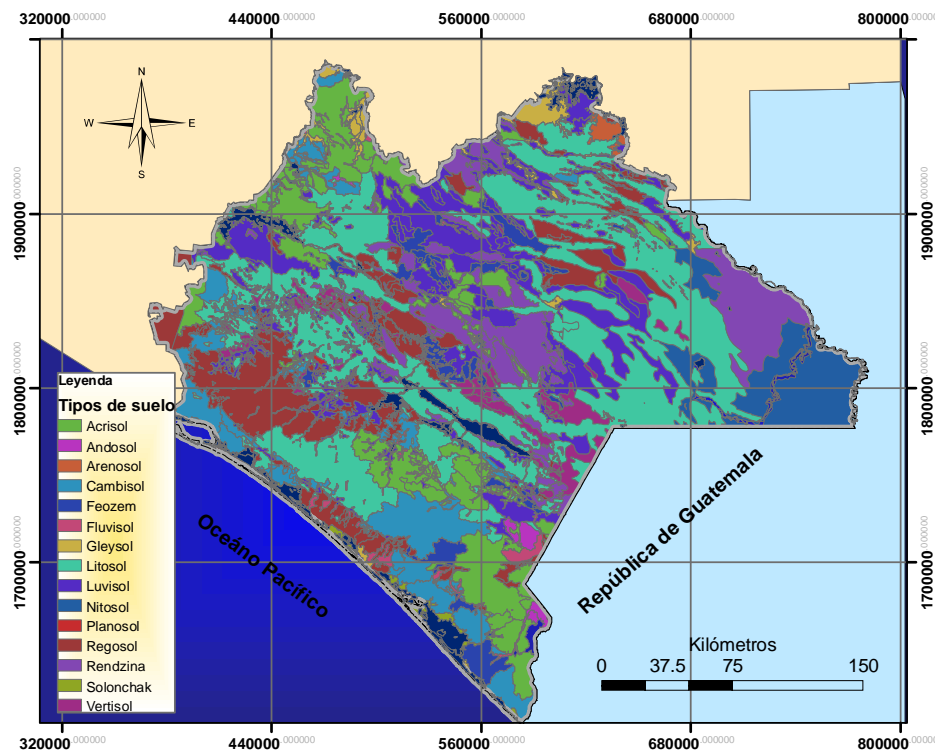 320000.000000 440000.000000 560000.000000 680000.000000 800000.000000
N
W E
S
1900000.000000
1800000.000000
1700000.000000
1900000.000000
1800000.000000
1700000.000000
Leyenda
Tipos de suelo
Acrisol
Andosol
Arenosol
Cambisol
Feozem
Fluvisol
Gleysol
Litosol
Luvisol
Nitosol
Planosol
Regosol
Rendzina
Solonchak
Vertisol
Oceáno Pacífico
República de Guatemala
Kilómetros
0 37.5 75 150
320000.000000 440000.000000 560000.000000 680000.000000 800000.000000